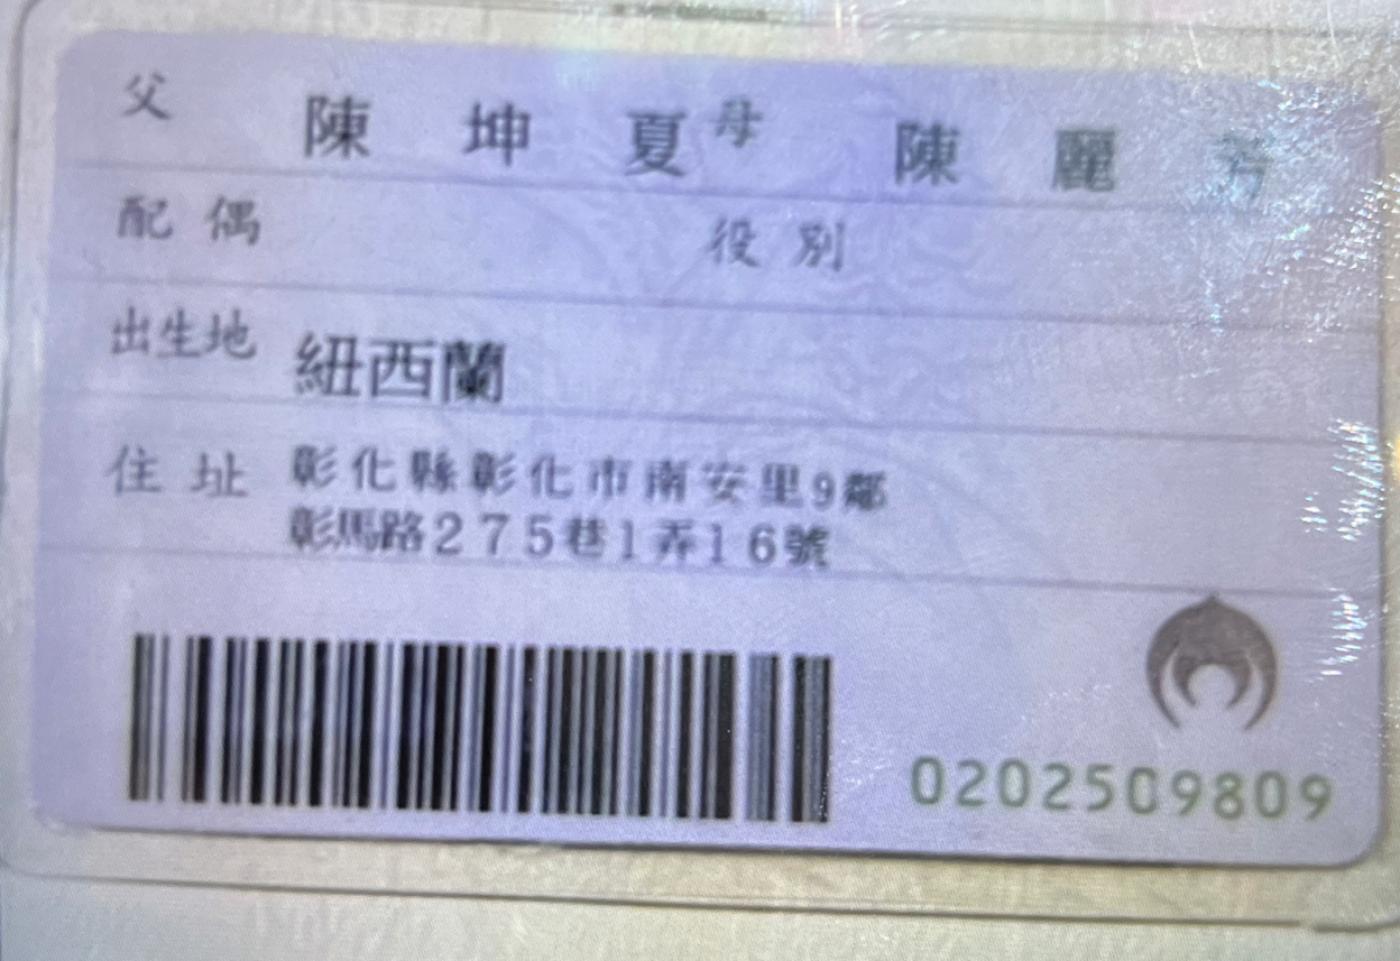 父 陳坤夏 母 陳麗芳
配偶 役別
出生地 紐西蘭
住址 彰化縣彰化市南安里9鄰
彰馬路275巷1弄16號
0202509809